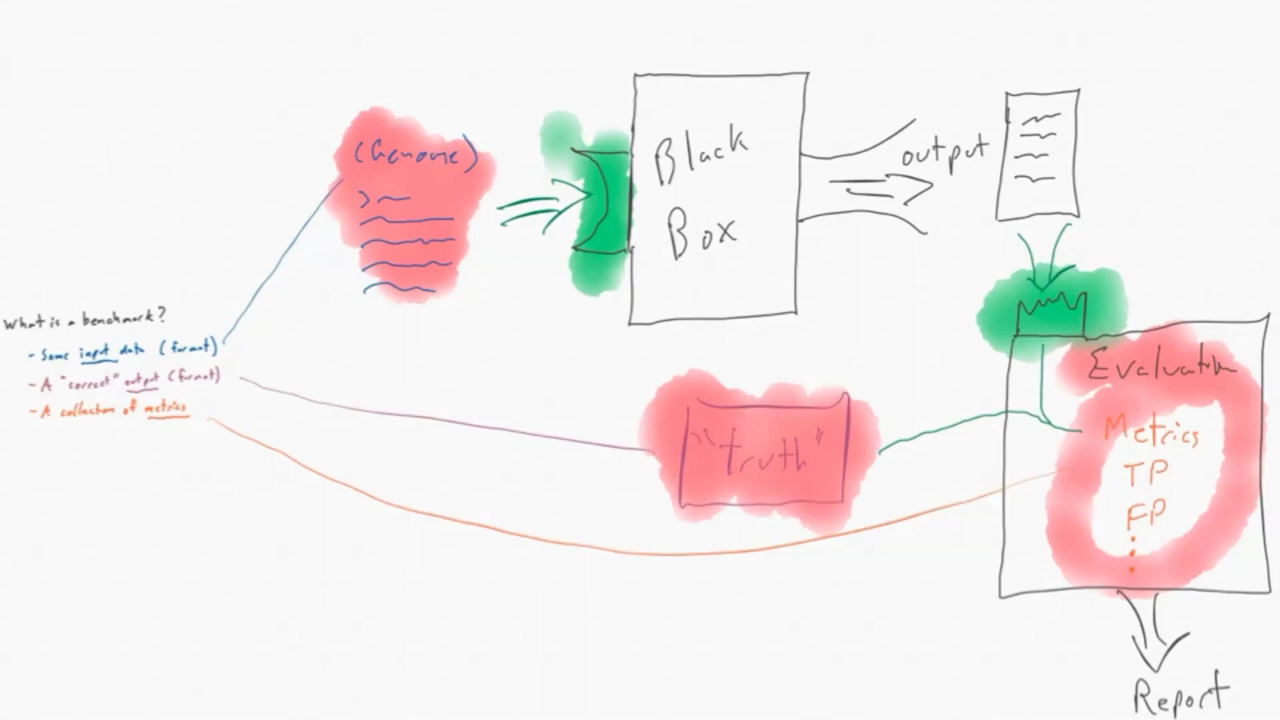 What is a benchmark?
- Some input data (format)
- A "correct" output (format)
- A collection of metrics
(Genome)
>~
Black
Box
output
"truth"
Evaluation
Metrics
TP
FP
Report